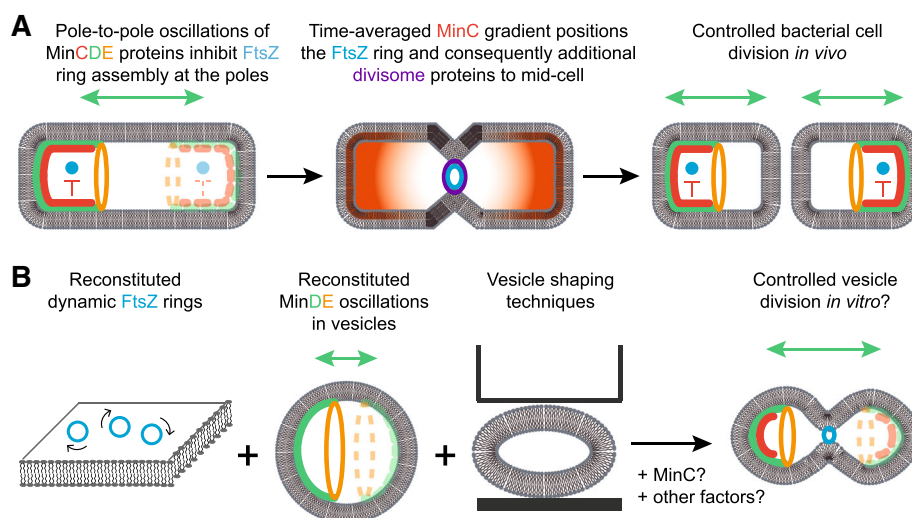 A
Pole-to-pole oscillations of
MinCDE proteins inhibit FtsZ
ring assembly at the poles
Time-averaged MinC gradient positions
the FtsZ ring and consequently additional
divisome proteins to mid-cell
Controlled bacterial cell
division in vivo
B
Reconstituted
dynamic FtsZ rings
Reconstituted
MinDE oscillations
in vesicles
Vesicle shaping
techniques
Controlled vesicle
division in vitro?
+
+
+ MinC?
+ other factors?